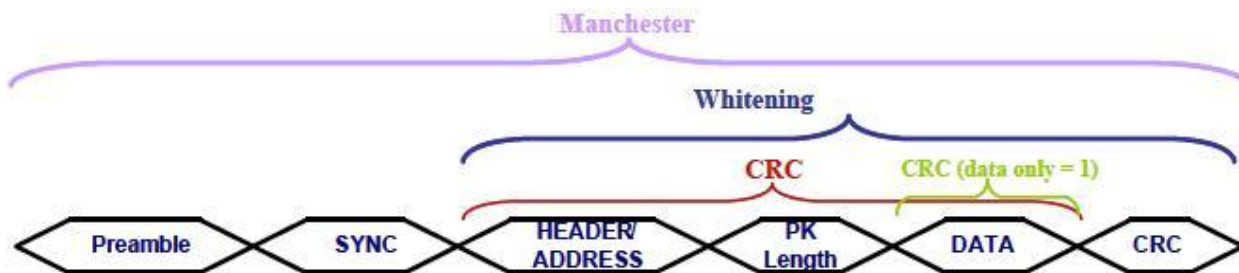 Manchester
Whitening
CRC
CRC (data only = 1)
Preamble
SYNC
HEADER/
ADDRESS
PK
Length
DATA
CRC